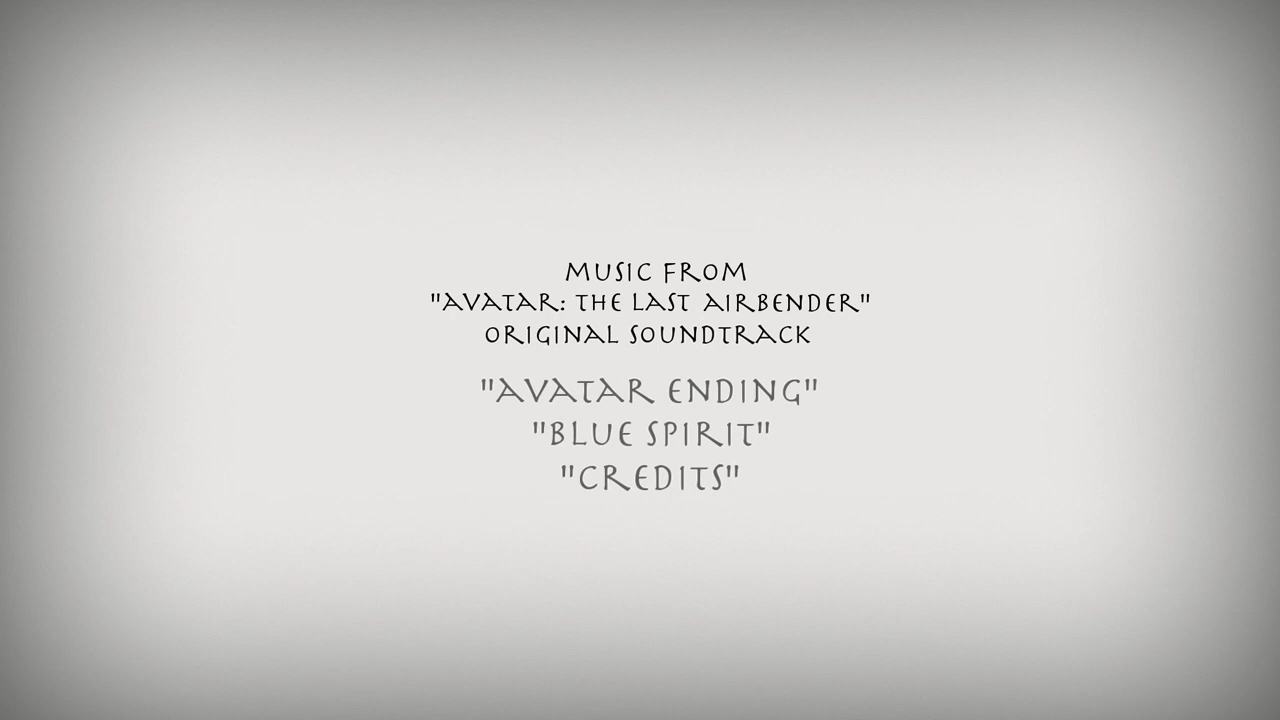 MUSIC FROM
"AVATAR: THE LAST AIRBENDER"
ORIGINAL SOUNDTRACK
"AVATAR ENDING"
"BLUE SPIRIT"
"CREDITS"